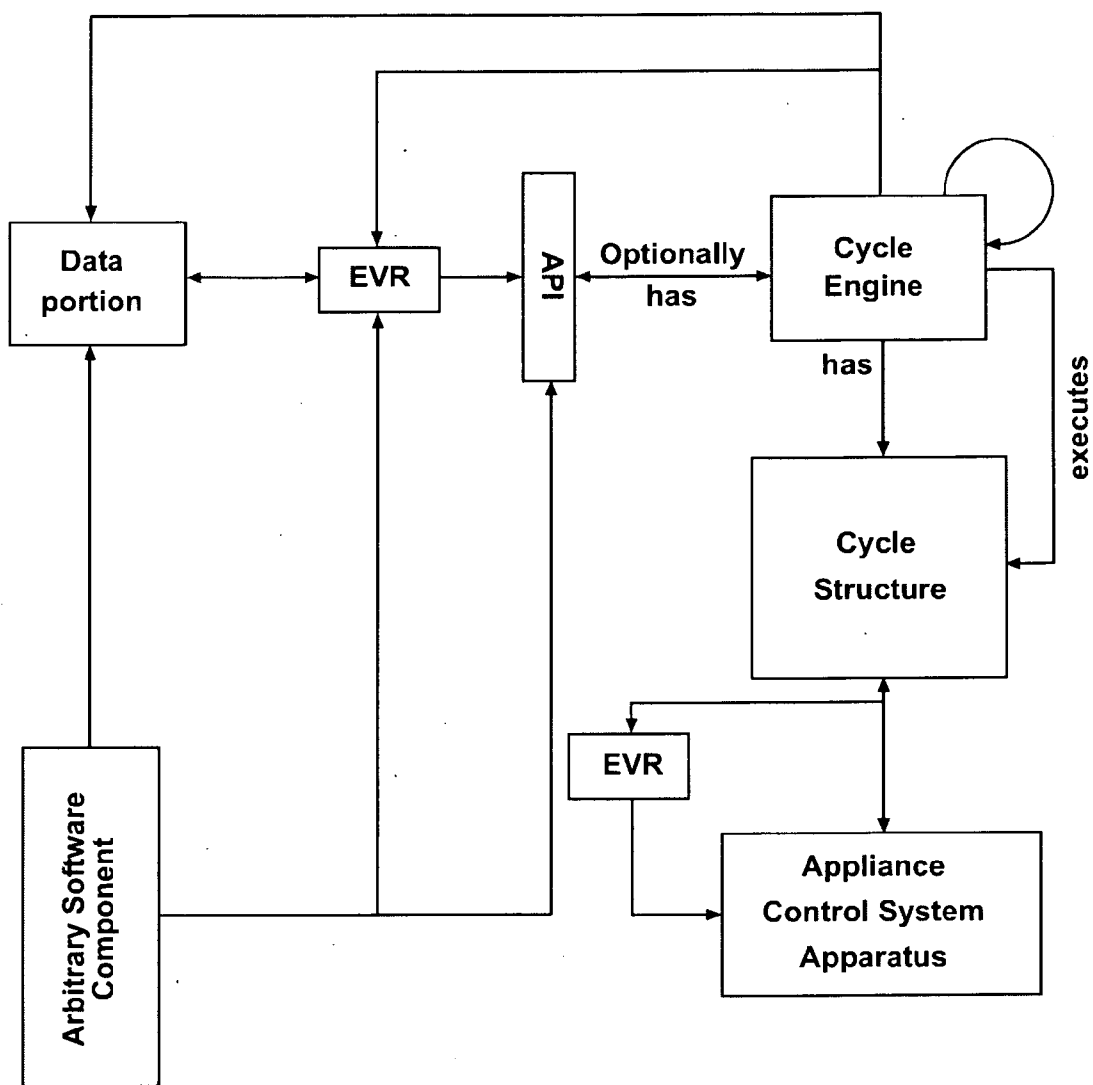 Data
portion
EVR
API
Optionally
has
Cycle
Engine
has
executes
Cycle
Structure
EVR
Appliance
Control System
Apparatus
Arbitrary Software
Component